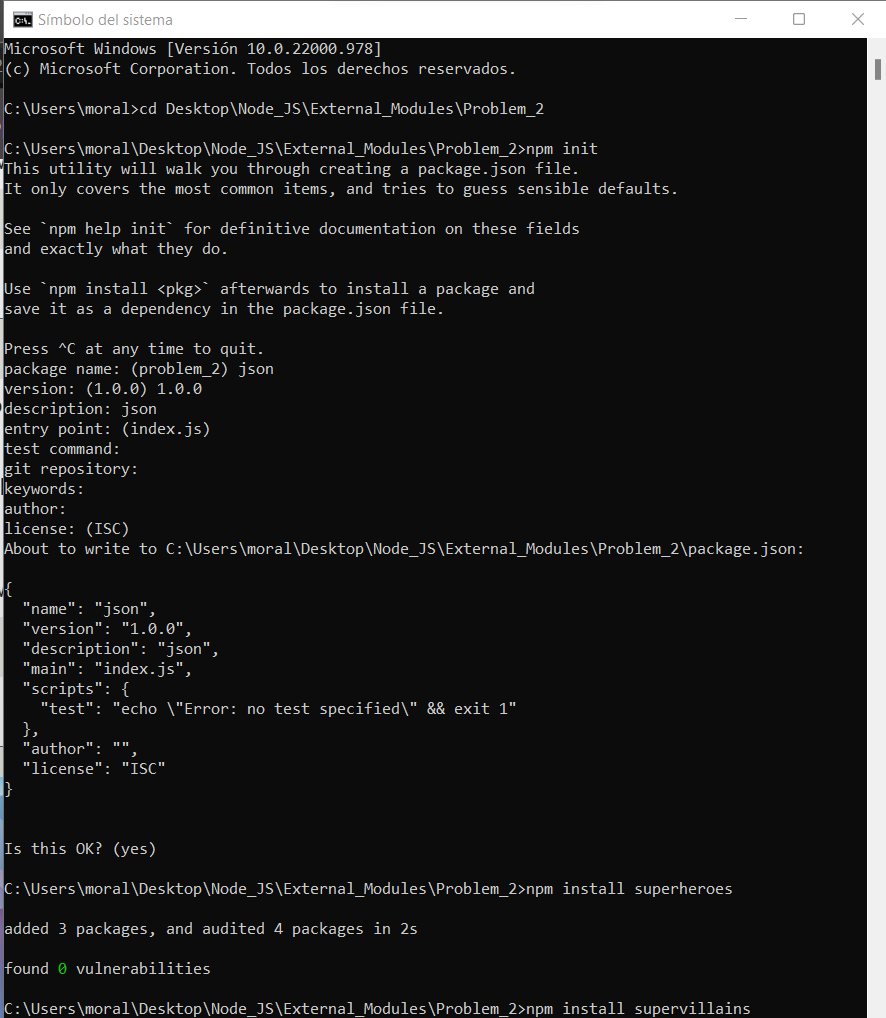 Símbolo del sistema
Microsoft Windows [Versión 10.0.22000.978]
(c) Microsoft Corporation. Todos los derechos reservados.
C:\Users\moral>cd Desktop\Node_JS\External_Modules\Problem_2
C:\Users\moral\Desktop\Node_JS\External_Modules\Problem_2>npm init
This utility will walk you through creating a package.json file.
It only covers the most common items, and tries to guess sensible defaults.
See `npm help init` for definitive documentation on these fields
and exactly what they do.
Use `npm install <pkg>` afterwards to install a package and
save it as a dependency in the package.json file.
Press ^C at any time to quit.
package name: (problem_2) json
version: (1.0.0) 1.0.0
description: json
entry point: (index.js)
test command:
git repository:
keywords:
author:
license: (ISC)
About to write to C:\Users\moral\Desktop\Node_JS\External_Modules\Problem_2\package.json:
{
  "name": "json",
  "version": "1.0.0",
  "description": "json",
  "main": "index.js",
  "scripts": {
    "test": "echo \"Error: no test specified\" && exit 1"
  },
  "author": "",
  "license": "ISC"
}
Is this OK? (yes)
C:\Users\moral\Desktop\Node_JS\External_Modules\Problem_2>npm install superheroes
added 3 packages, and audited 4 packages in 2s
found 0 vulnerabilities
C:\Users\moral\Desktop\Node_JS\External_Modules\Problem_2>npm install supervillains